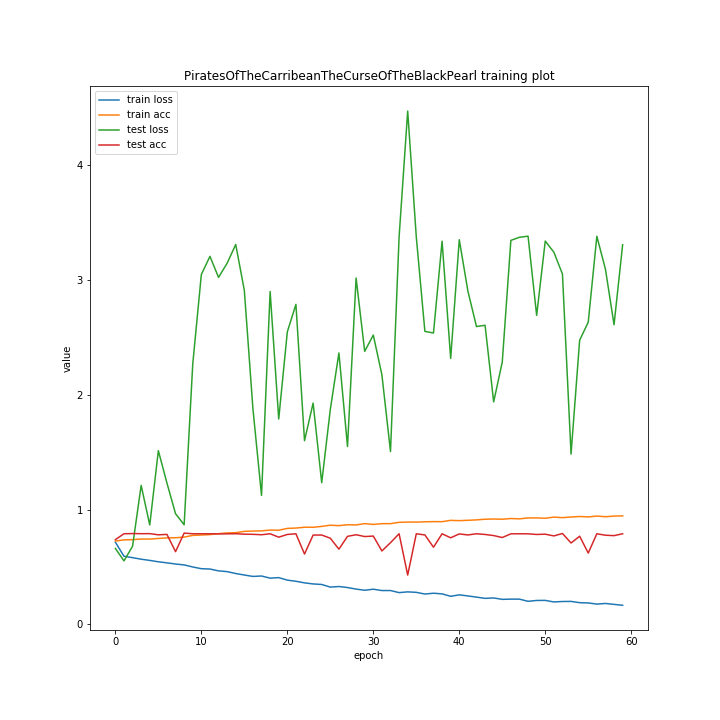 PiratesOfTheCarribeanTheCurseOfTheBlackPearl training plot
train loss
train acc
test loss
test acc
4
3
2
1
0
value
0 10 20 30 40 50 60
epoch